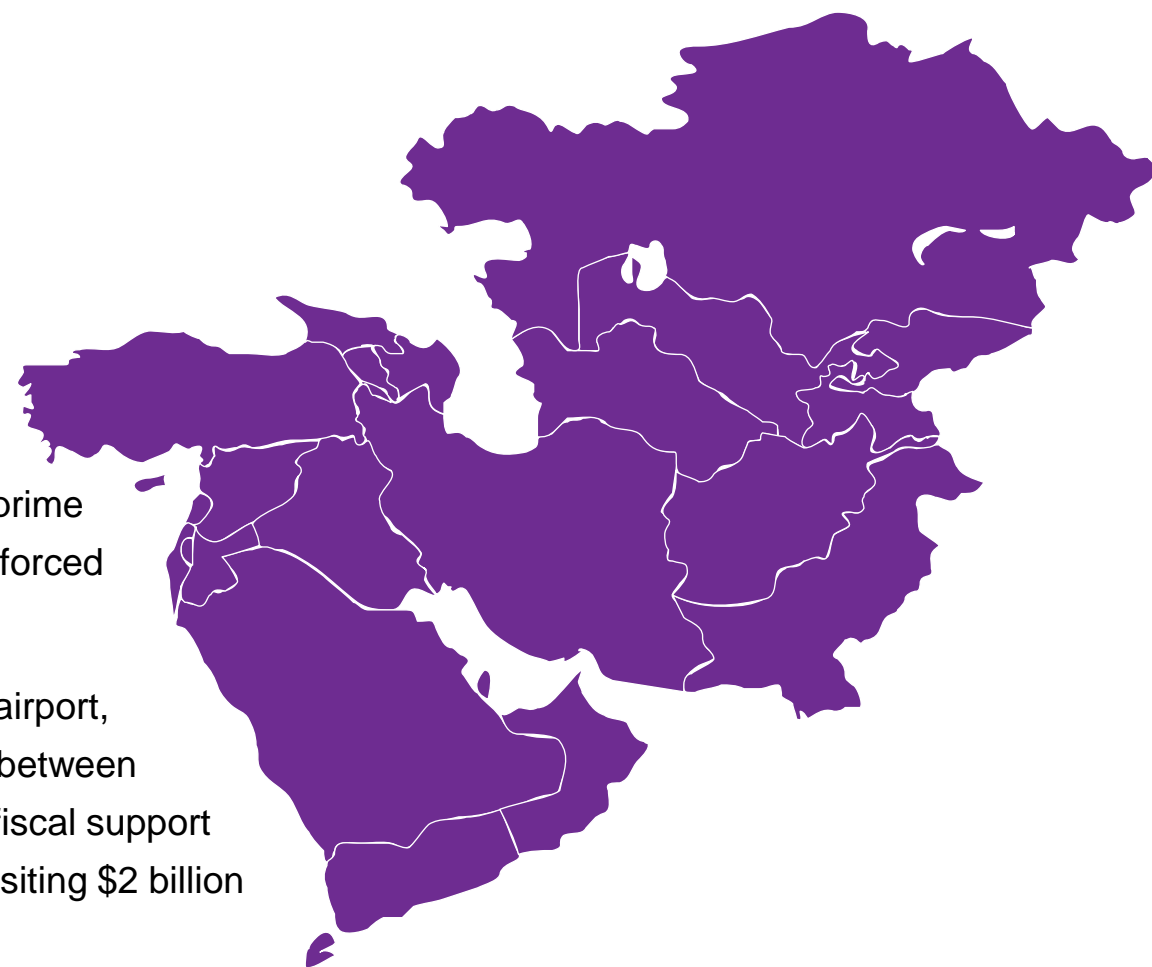 prime
forced
airport,
between
fiscal support
siting $2 billion